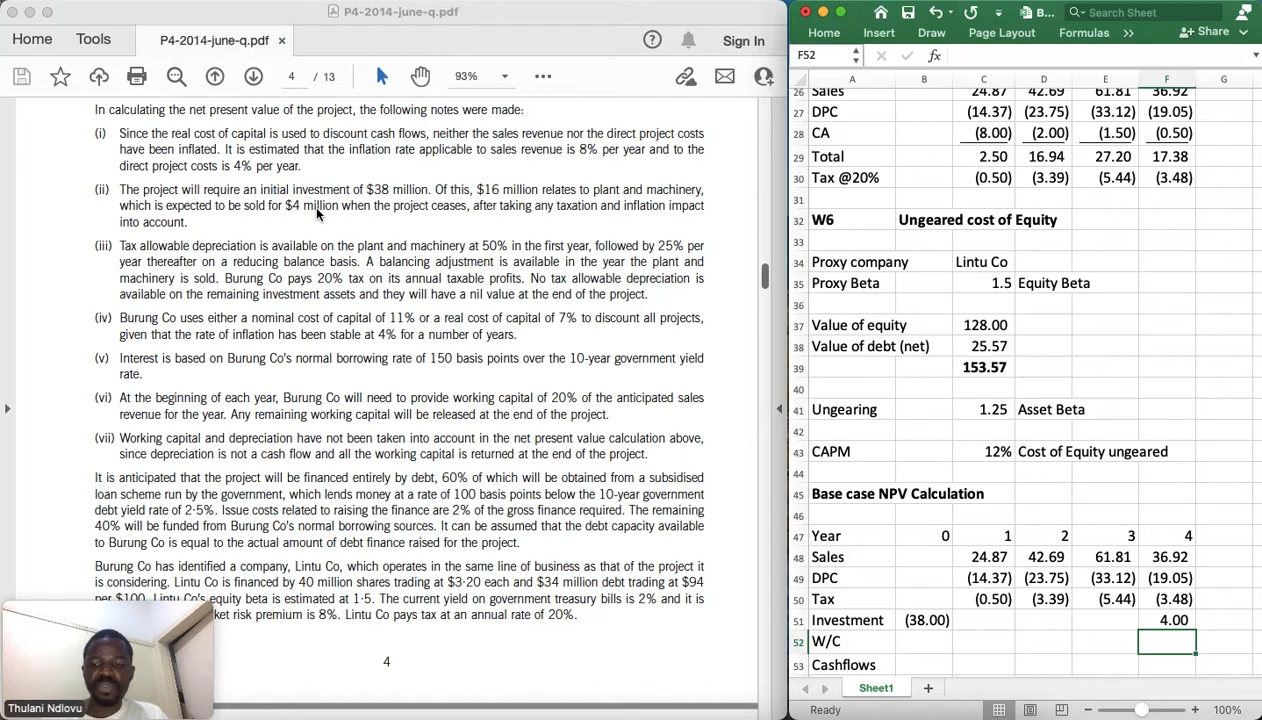 P4-2014-june-q.pdf
Home Tools P4-2014-june-q.pdf × Sign In
4 / 13 93%
In calculating the net present value of the project, the following notes were made:
(i) Since the real cost of capital is used to discount cash flows, neither the sales revenue nor the direct project costs
have been inflated. It is estimated that the inflation rate applicable to sales revenue is 8% per year and to the
direct project costs is 4% per year.
(ii) The project will require an initial investment of $38 million. Of this, $16 million relates to plant and machinery,
which is expected to be sold for $4 million when the project ceases, after taking any taxation and inflation impact
into account.
(iii) Tax allowable depreciation is available on the plant and machinery at 50% in the first year, followed by 25% per
year thereafter on a reducing balance basis. A balancing adjustment is available in the year the plant and
machinery is sold. Burung Co pays 20% tax on its annual taxable profits. No tax allowable depreciation is
available on the remaining investment assets and they will have a nil value at the end of the project.
(iv) Burung Co uses either a nominal cost of capital of 11% or a real cost of capital of 7% to discount all projects,
given that the rate of inflation has been stable at 4% for a number of years.
(v) Interest is based on Burung Co's normal borrowing rate of 150 basis points over the 10-year government yield
rate.
(vi) At the beginning of each year, Burung Co will need to provide working capital of 20% of the anticipated sales
revenue for the year. Any remaining working capital will be released at the end of the project.
(vii) Working capital and depreciation have not been taken into account in the net present value calculation above,
since depreciation is not a cash flow and all the working capital is returned at the end of the project.
It is anticipated that the project will be financed entirely by debt, 60% of which will be obtained from a subsidised
loan scheme run by the government, which lends money at a rate of 100 basis points below the 10-year government
debt yield rate of 2·5%. Issue costs related to raising the finance are 2% of the gross finance required. The remaining
40% will be funded from Burung Co's normal borrowing sources. It can be assumed that the debt capacity available
to Burung Co is equal to the actual amount of debt finance raised for the project.
Burung Co has identified a company, Lintu Co, which operates in the same line of business as that of the project it
is considering. Lintu Co is financed by 40 million shares trading at $3·20 each and $34 million debt trading at $94
per $100. Lintu Co's equity beta is estimated at 1·5. The current yield on government treasury bills is 2% and it is
ket risk premium is 8%. Lintu Co pays tax at an annual rate of 20%.
4
Thulani Ndlovu
B... Search Sheet
Home Insert Draw Page Layout Formulas >> Share
F52 fx
A B C D E F G
26 Sales 24.87 42.69 61.81 36.92
27 DPC (14.37) (23.75) (33.12) (19.05)
28 CA (8.00) (2.00) (1.50) (0.50)
29 Total 2.50 16.94 27.20 17.38
30 Tax @20% (0.50) (3.39) (5.44) (3.48)
32 W6 Ungeared cost of Equity
33
34 Proxy company Lintu Co
35 Proxy Beta 1.5 Equity Beta
36
37 Value of equity 128.00
38 Value of debt (net) 25.57
39 153.57
40
41 Ungearing 1.25 Asset Beta
42
43 CAPM 12% Cost of Equity ungeared
44
45 Base case NPV Calculation
46
47 Year 0 1 2 3 4
48 Sales 24.87 42.69 61.81 36.92
49 DPC (14.37) (23.75) (33.12) (19.05)
50 Tax (0.50) (3.39) (5.44) (3.48)
51 Investment (38.00) 4.00
52 W/C
53 Cashflows
Sheet1 +
Ready 100%